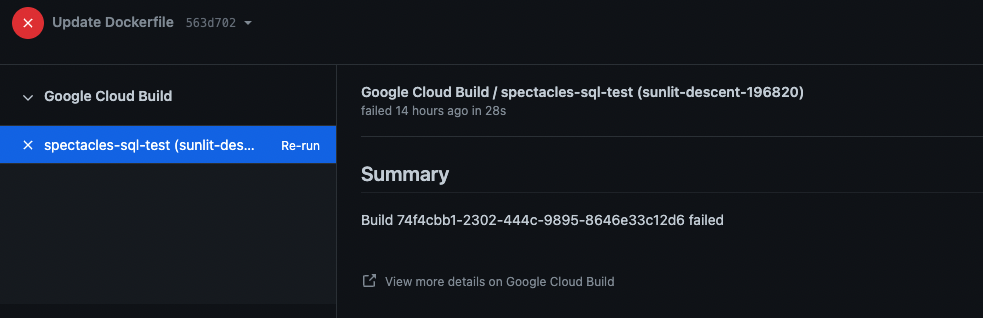 Update Dockerfile 563d702
Google Cloud Build
spectacles-sql-test (sunlit-des... Re-run
Google Cloud Build / spectacles-sql-test (sunlit-descent-196820)
failed 14 hours ago in 28s
Summary
Build 74f4cbb1-2302-444c-9895-8646e33c12d6 failed
View more details on Google Cloud Build